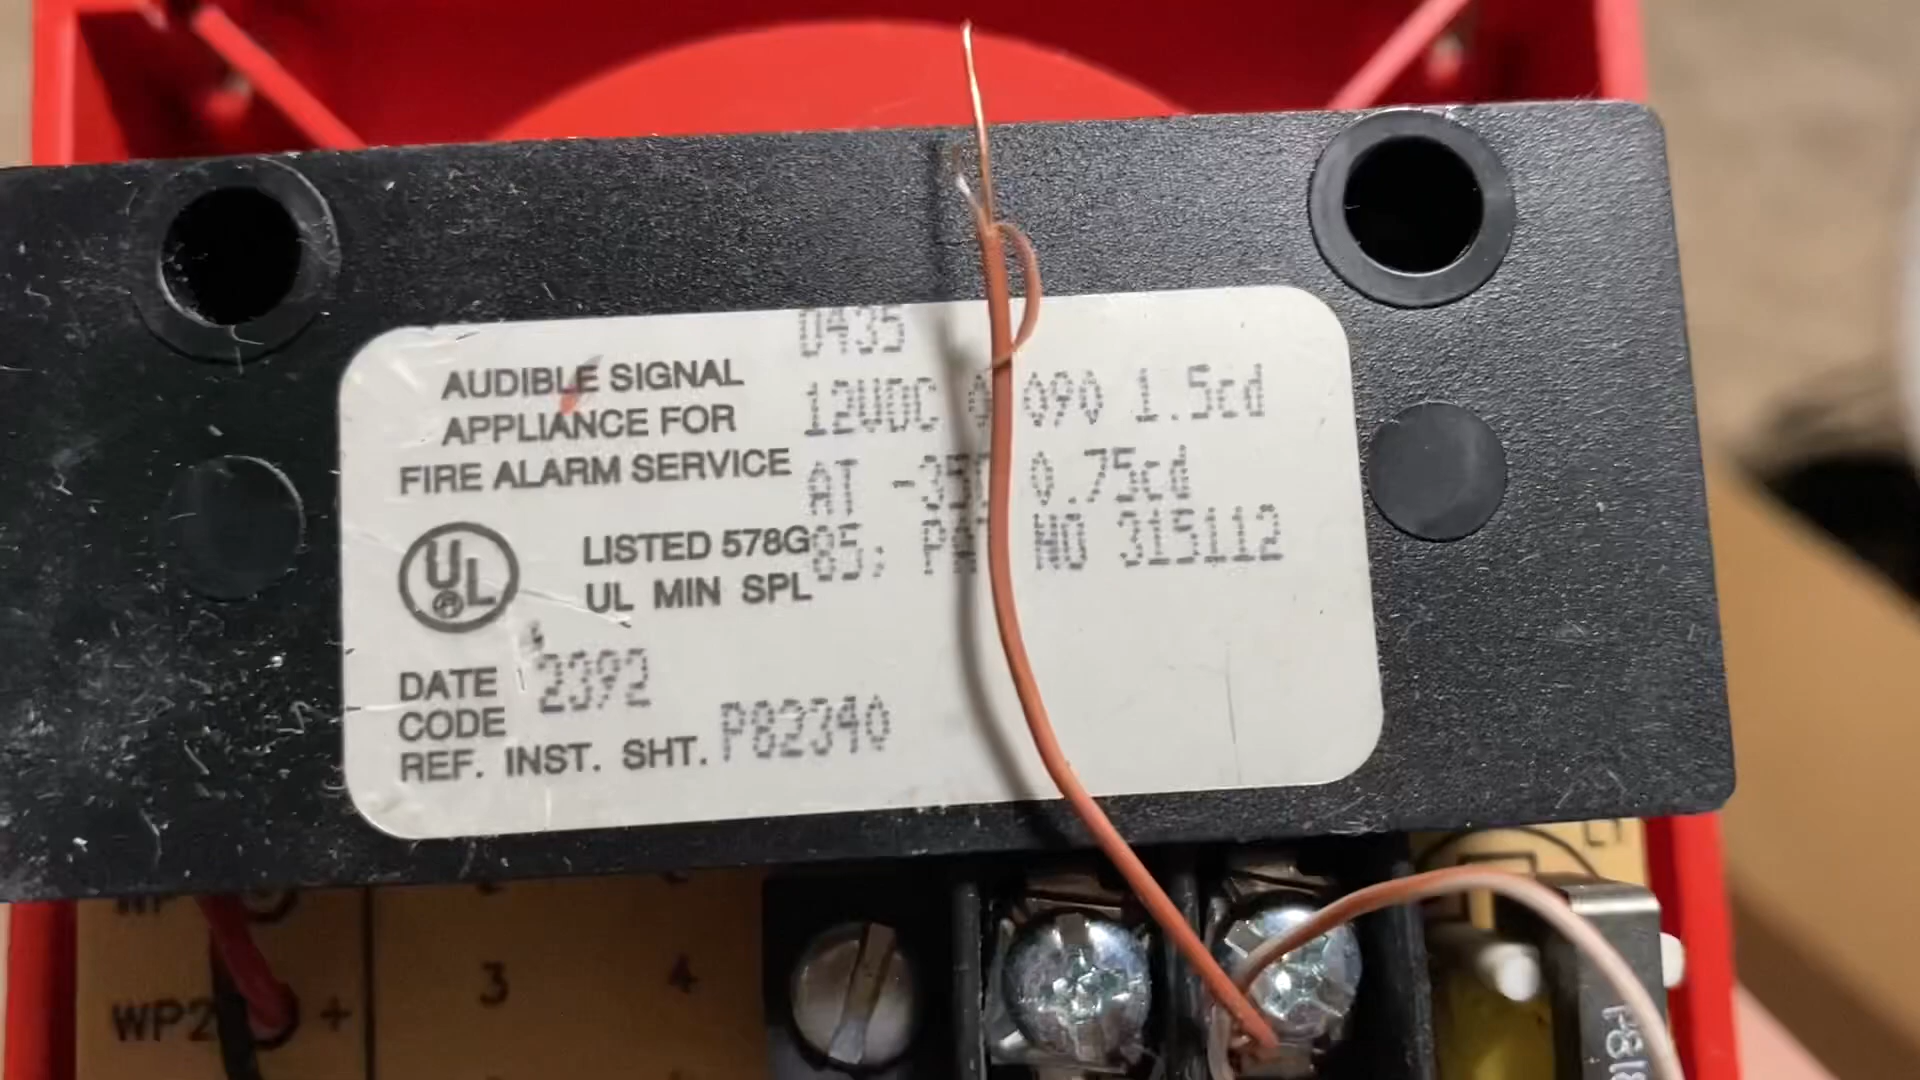 0435
AUDIBLE SIGNAL
APPLIANCE FOR
FIRE ALARM SERVICE
12VDC 090 1.5cd
AT 0.75cd
UL
LISTED 578G
UL MIN SPL
85; NO 315112
DATE
CODE
2392
REF. INST. SHT. P82340
WP2 +
3 4